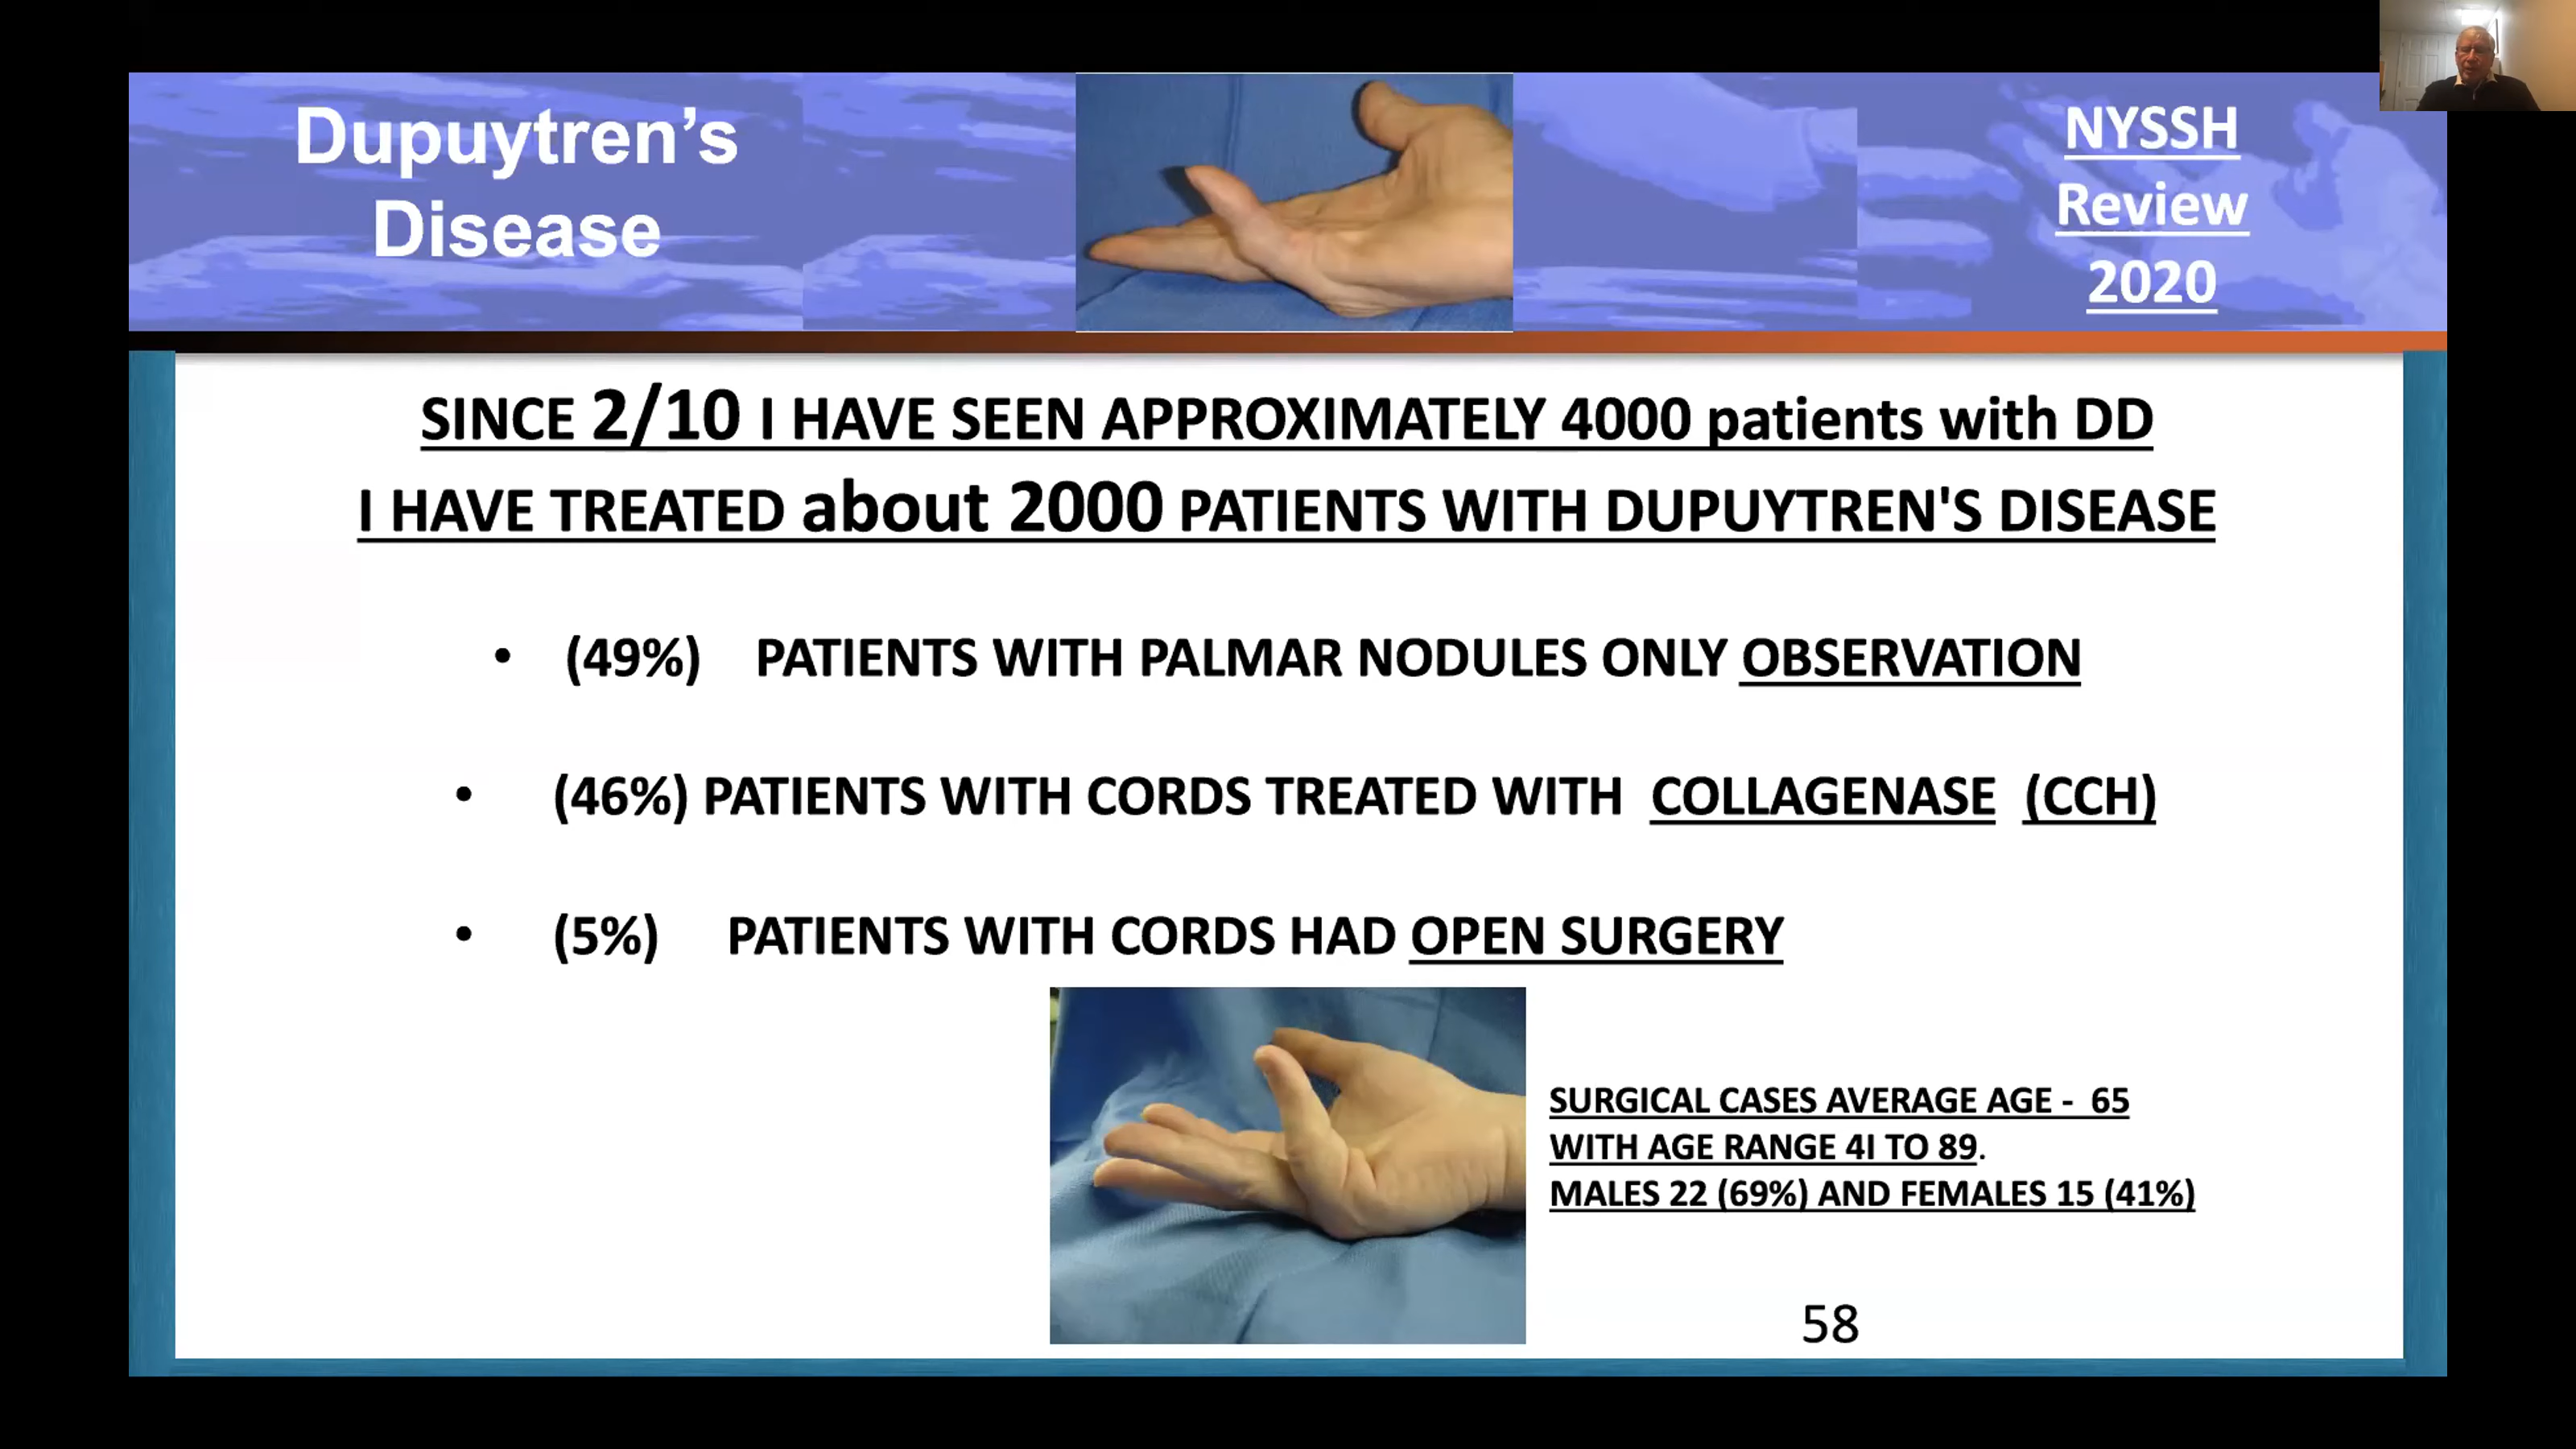 Dupuytren’s
Disease
NYSSH
Review
2020
SINCE 2/10 I HAVE SEEN APPROXIMATELY 4000 patients with DD
I HAVE TREATED about 2000 PATIENTS WITH DUPUYTREN'S DISEASE
• (49%) PATIENTS WITH PALMAR NODULES ONLY OBSERVATION
• (46%) PATIENTS WITH CORDS TREATED WITH COLLAGENASE (CCH)
• (5%) PATIENTS WITH CORDS HAD OPEN SURGERY
SURGICAL CASES AVERAGE AGE - 65
WITH AGE RANGE 4I TO 89.
MALES 22 (69%) AND FEMALES 15 (41%)
58